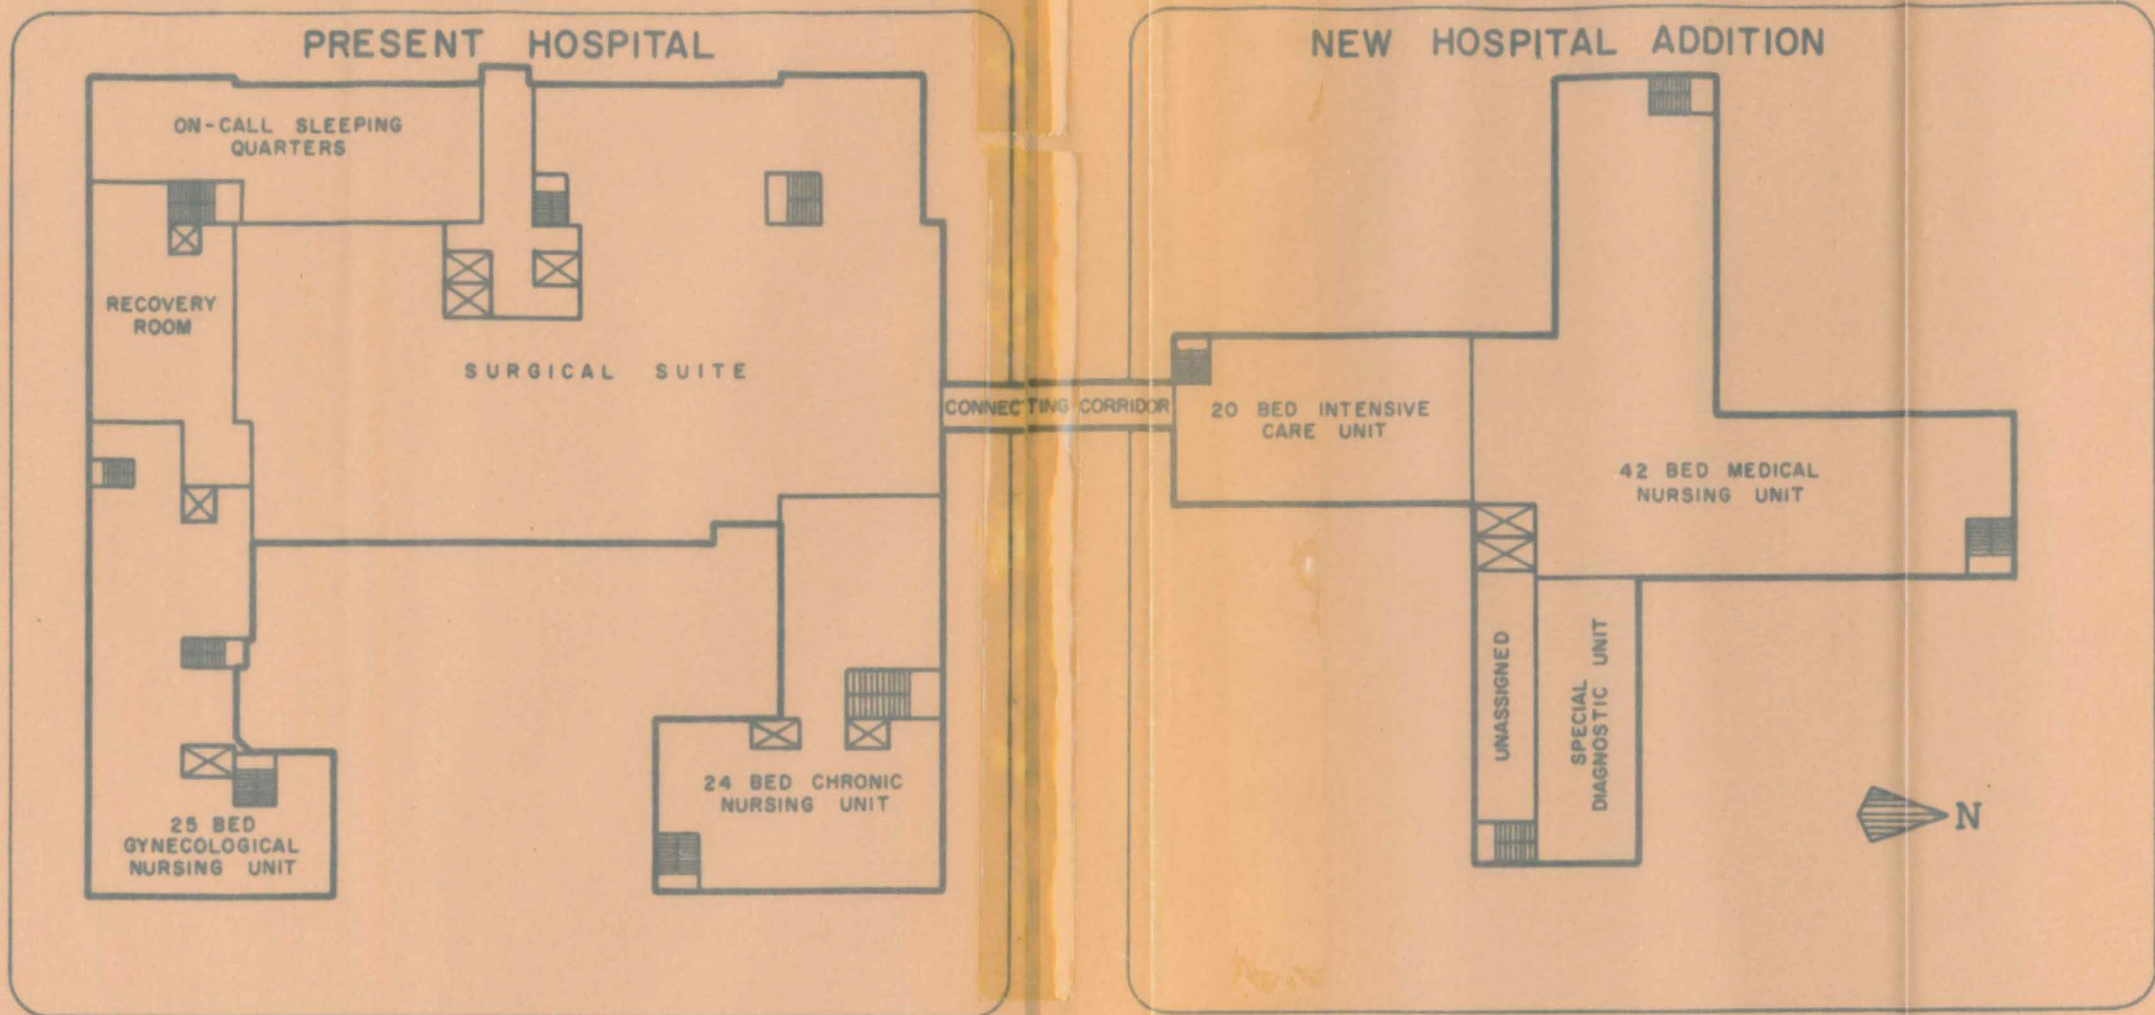 PRESENT HOSPITAL
ON-CALL SLEEPING
QUARTERS
RECOVERY
ROOM
SURGICAL SUITE
25 BED
GYNECOLOGICAL
NURSING UNIT
24 BED CHRONIC
NURSING UNIT
CONNECTING CORRIDOR
NEW HOSPITAL ADDITION
20 BED INTENSIVE
CARE UNIT
42 BED MEDICAL
NURSING UNIT
UNASSIGNED
SPECIAL
DIAGNOSTIC UNIT
N